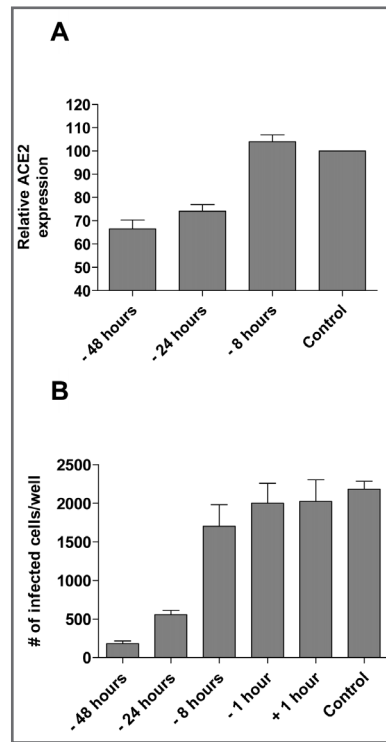 A
Relative ACE2
expression
120
110
100
90
80
70
60
50
40
- 48 hours
- 24 hours
- 8 hours
Control
B
# of infected cells/well
2500
2000
1500
1000
500
0
- 48 hours
- 24 hours
- 8 hours
- 1 hour
+ 1 hour
Control